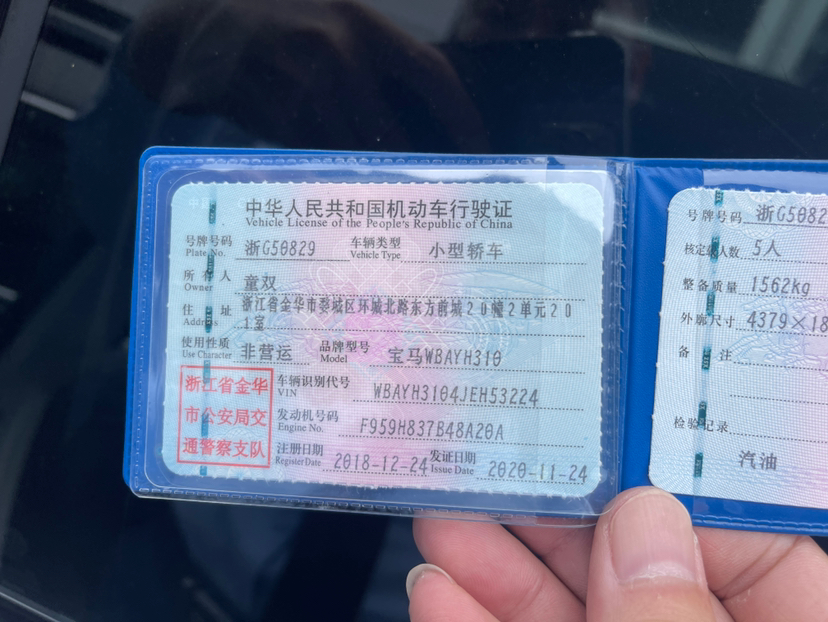 中华人民共和国机动车行驶证
Vehicle License of the People's Republic of China
号牌号码 浙G50829 车辆类型 小型轿车
Plate No. Vehicle Type
所有人 童双
Owner
住址 浙江省金华市婺城区环城北路东方前城20幢2单元20
Address 1室
使用性质 非营运 品牌型号 宝马WBAYH310
Use Character Model
浙江省金华
市公安局交
通警察支队
车辆识别代号 WBAYH3104JEH53224
VIN
发动机号码 F959H837B48A20A
Engine No.
注册日期 2018-12-24 发证日期 2020-11-24
Register Date Issue Date
号牌号码 浙G5082
核定载人数 5人
整备质量 1562kg
外廓尺寸 4379×18
备注
检验记录
汽油